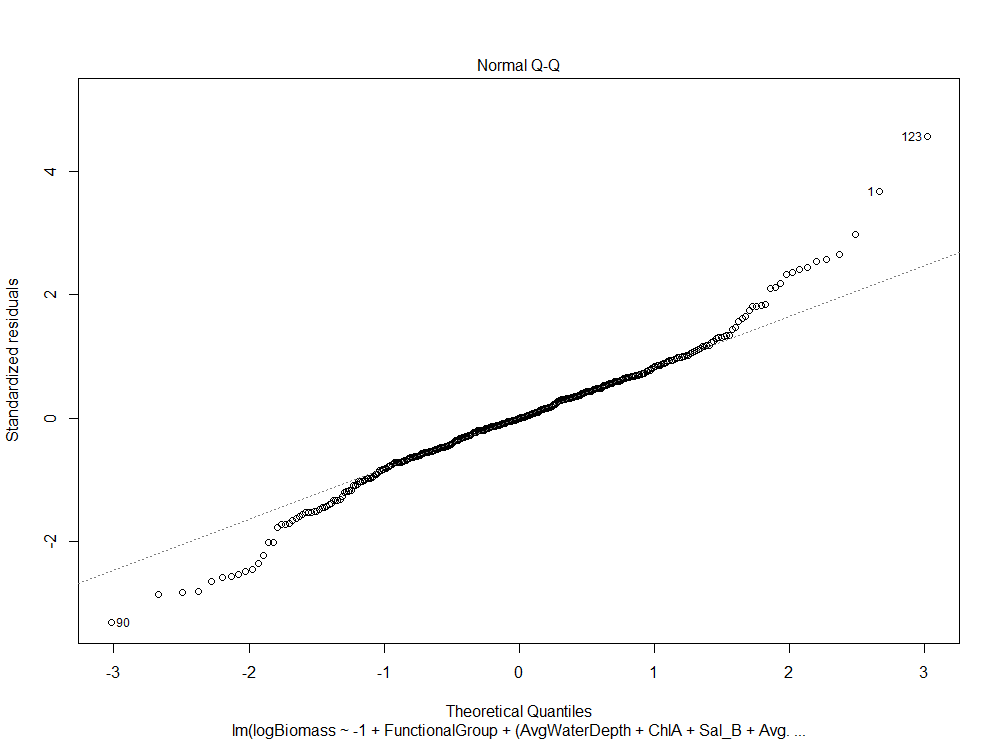 Normal Q-Q
Standardized residuals
4
2
0
-2
123
1
90
-3 -2 -1 0 1 2 3
Theoretical Quantiles
lm(logBiomass ~ -1 + FunctionalGroup + (AvgWaterDepth + ChlA + Sal_B + Avg. ...